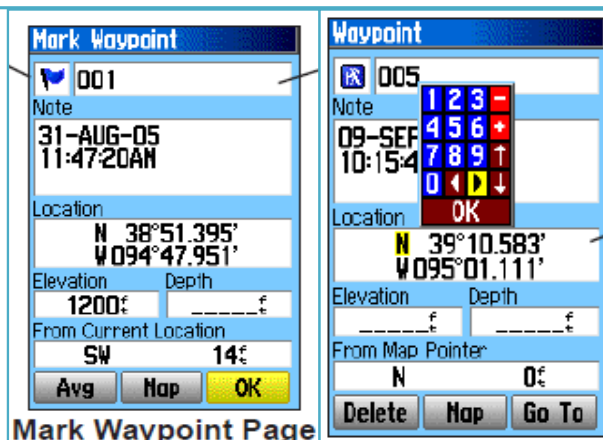 Mark Waypoint
001
Note
31-AUG-05
11:47:20AM
Location
N 38°51.395'
W094°47.951'
Elevation Depth
1200ft _____ft
From Current Location
SW 14ft
Avg Map OK
Mark Waypoint Page
Waypoint
005
Note
09-SEP
10:15:4
1 2 3 -
4 5 6 +
7 8 9 ↑
0 ◄ ► ↓
OK
Location
N 39°10.583'
W095°01.111'
Elevation Depth
_____ft _____ft
From Map Pointer
N 0ft
Delete Map Go To